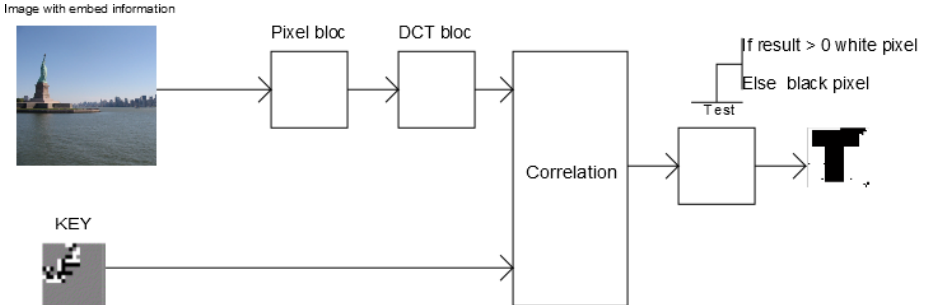 Image with embed information
Pixel bloc
DCT bloc
If result > 0 white pixel
Else black pixel
Test
Correlation
T
KEY